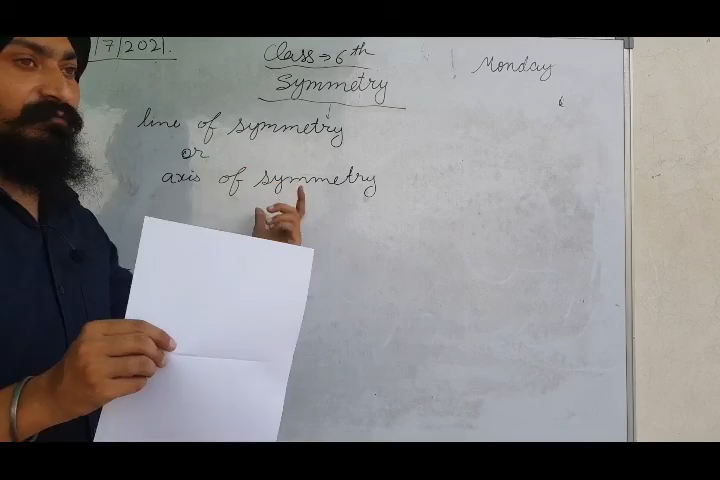 /7/2021.
Class → 6th
Monday
Symmetry
line of symmetry
or
axis of symmetry